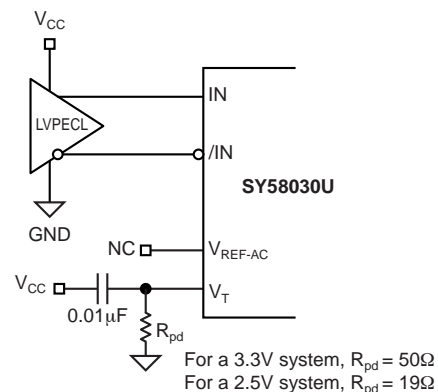 V_CC
LVPECL
IN
/IN
SY58030U
GND
NC
V_REF-AC
V_CC
V_T
0.01μF
R_pd
For a 3.3V system, R_pd = 50Ω
For a 2.5V system, R_pd = 19Ω